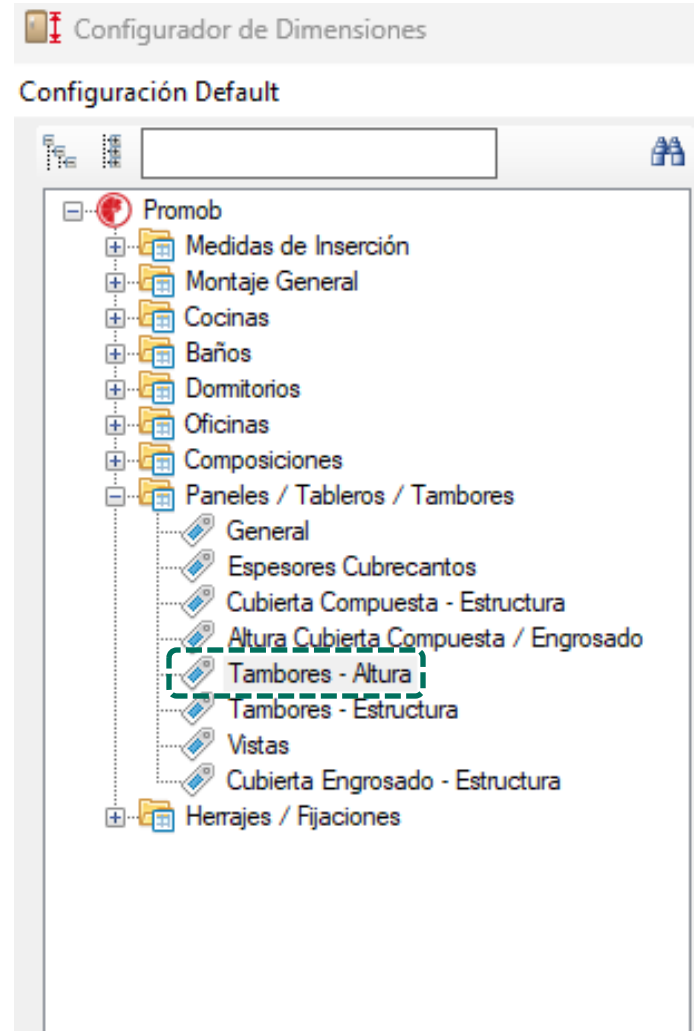 Configurador de Dimensiones
Configuración Default
Promob
Medidas de Inserción
Montaje General
Cocinas
Baños
Dormitorios
Oficinas
Composiciones
Paneles / Tableros / Tambores
General
Espesores Cubrecantos
Cubierta Compuesta - Estructura
Altura Cubierta Compuesta / Engrosado
Tambores - Altura
Tambores - Estructura
Vistas
Cubierta Engrosado - Estructura
Herrajes / Fijaciones